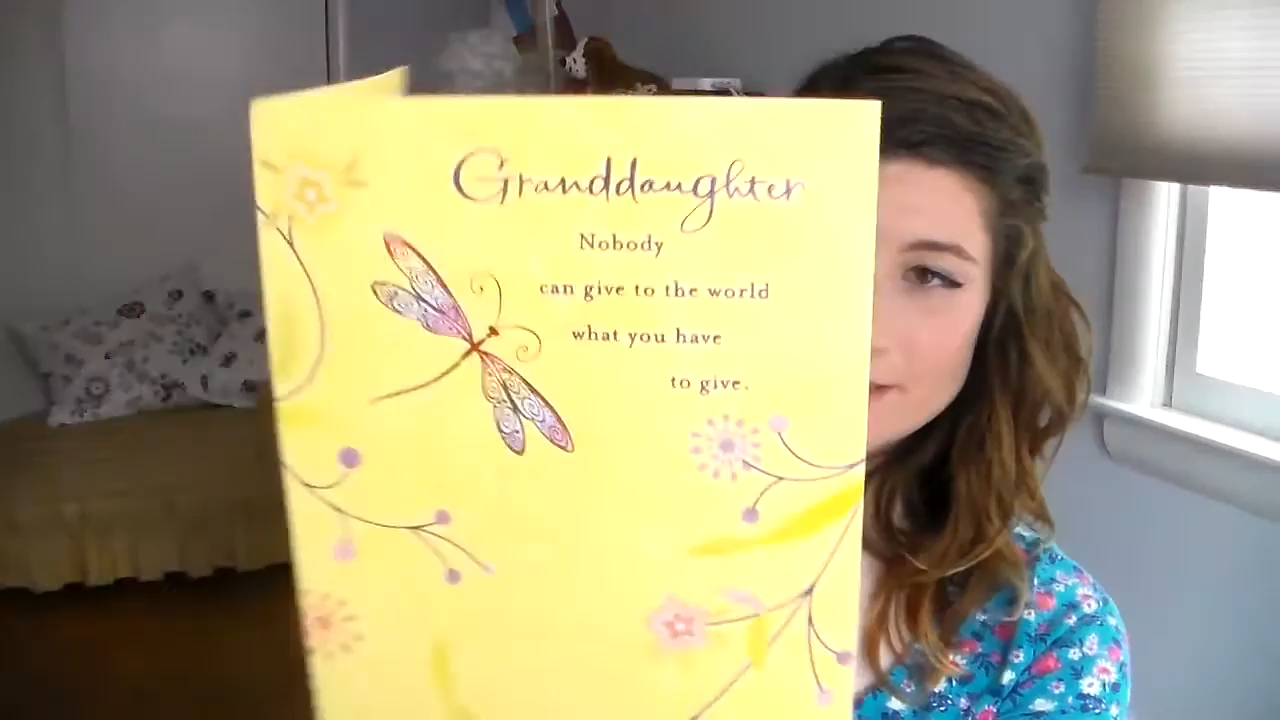 Granddaughter
Nobody
can give to the world
what you have
to give.